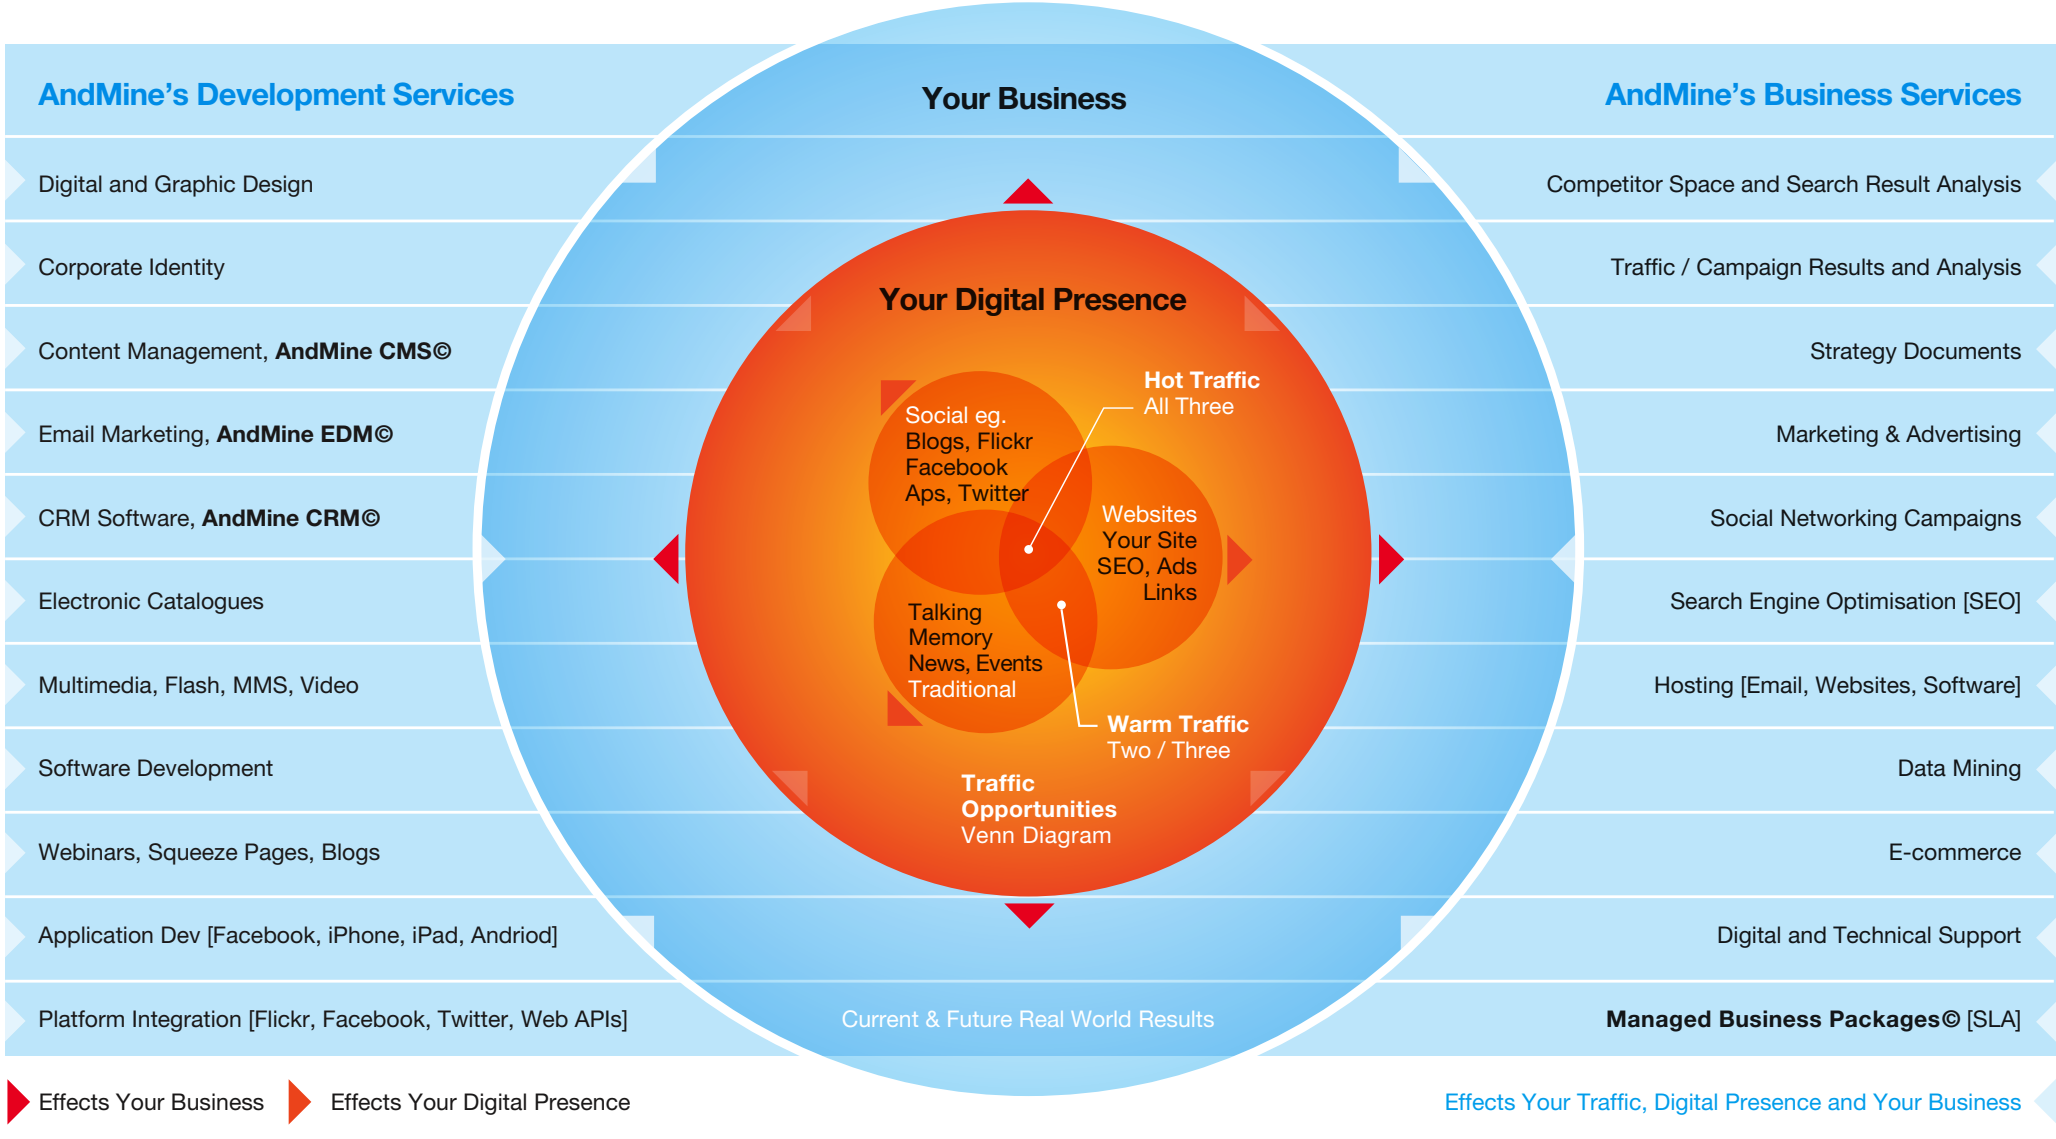 AndMine’s Development Services
Digital and Graphic Design
Corporate Identity
Content Management, AndMine CMS©
Email Marketing, AndMine EDM©
CRM Software, AndMine CRM©
Electronic Catalogues
Multimedia, Flash, MMS, Video
Software Development
Webinars, Squeeze Pages, Blogs
Application Dev [Facebook, iPhone, iPad, Andriod]
Platform Integration [Flickr, Facebook, Twitter, Web APIs]
Your Business
Your Digital Presence
Hot Traffic
All Three
Social eg.
Blogs, Flickr
Facebook
Aps, Twitter
Websites
Your Site
SEO, Ads
Links
Talking
Memory
News, Events
Traditional
Warm Traffic
Two / Three
Traffic
Opportunities
Venn Diagram
Current & Future Real World Results
AndMine’s Business Services
Competitor Space and Search Result Analysis
Traffic / Campaign Results and Analysis
Strategy Documents
Marketing & Advertising
Social Networking Campaigns
Search Engine Optimisation [SEO]
Hosting [Email, Websites, Software]
Data Mining
E-commerce
Digital and Technical Support
Managed Business Packages© [SLA]
Effects Your Business
Effects Your Digital Presence
Effects Your Traffic, Digital Presence and Your Business